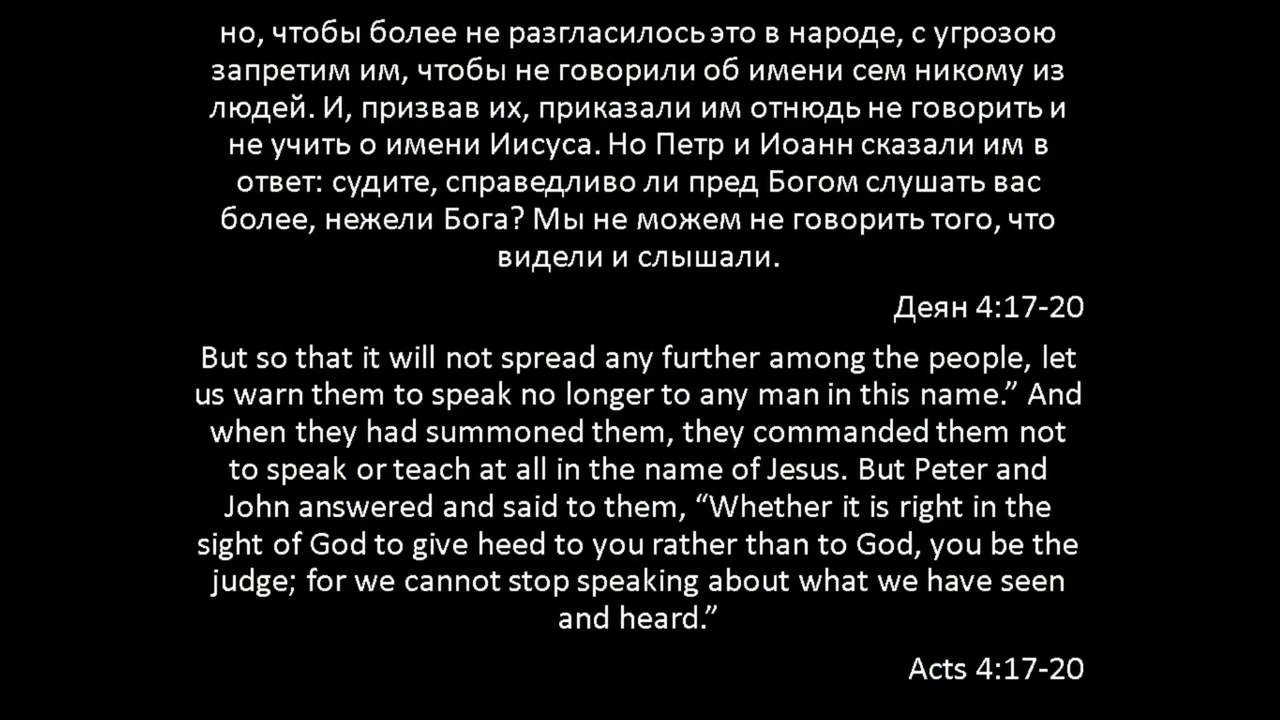 но, чтобы более не разгласилось это в народе, с угрозою
запретим им, чтобы не говорили об имени сем никому из
людей. И, призвав их, приказали им отнюдь не говорить и
не учить о имени Иисуса. Но Петр и Иоанн сказали им в
ответ: судите, справедливо ли пред Богом слушать вас
более, нежели Бога? Мы не можем не говорить того, что
видели и слышали.
Деян 4:17-20
But so that it will not spread any further among the people, let
us warn them to speak no longer to any man in this name.” And
when they had summoned them, they commanded them not
to speak or teach at all in the name of Jesus. But Peter and
John answered and said to them, “Whether it is right in the
sight of God to give heed to you rather than to God, you be the
judge; for we cannot stop speaking about what we have seen
and heard.”
Acts 4:17-20